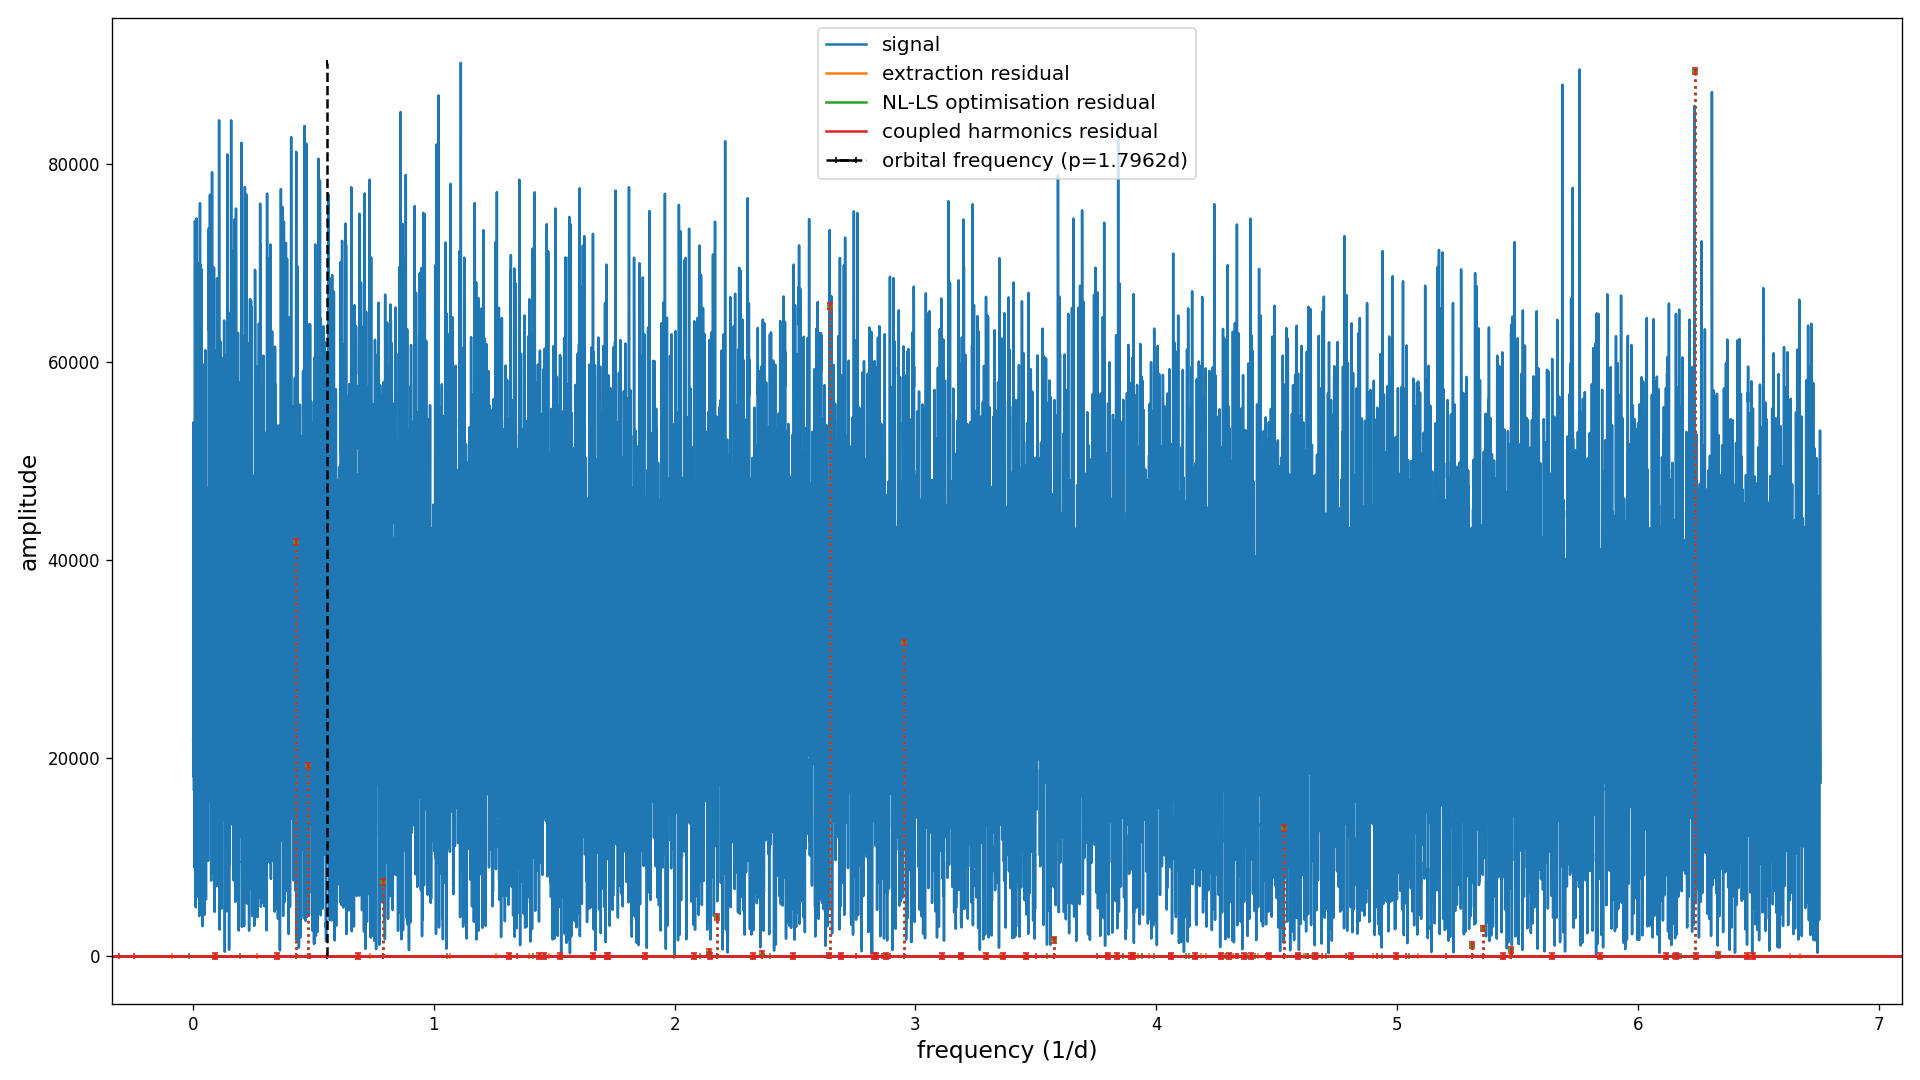 signal
extraction residual
NL-LS optimisation residual
coupled harmonics residual
orbital frequency (p=1.7962d)
amplitude
80000
60000
40000
20000
0
0 1 2 3 4 5 6 7
frequency (1/d)